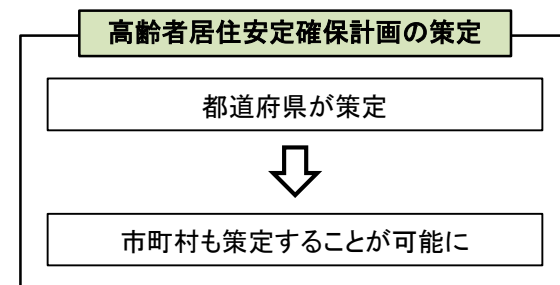 高齢者居住安定確保計画の策定
都道府県が策定
市町村も策定することが可能に